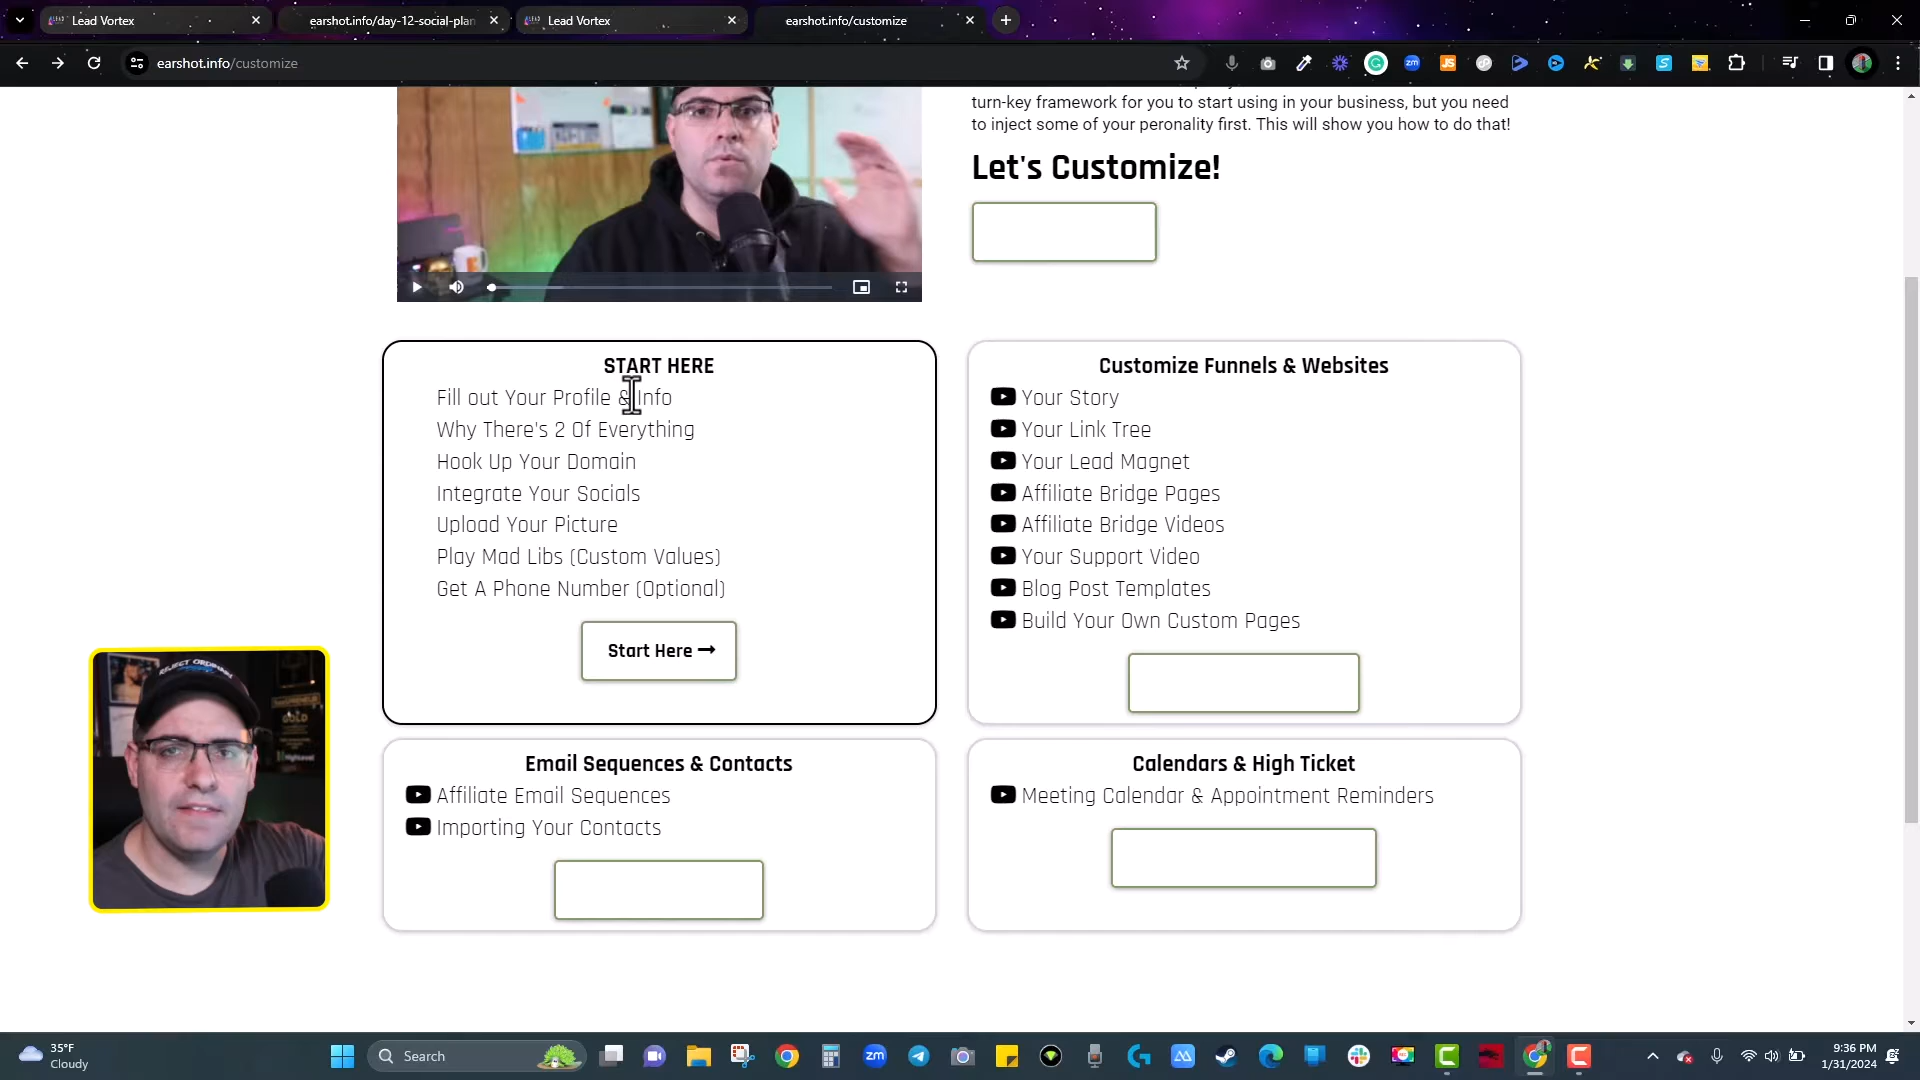 Lead Vortex
earshot.info/day-12-social-plan
Lead Vortex
earshot.info/customize
earshot.info/customize
turn-key framework for you to start using in your business, but you need
to inject some of your peronality first. This will show you how to do that!
Let's Customize!
START HERE
Fill out Your Profile & Info
Why There's 2 Of Everything
Hook Up Your Domain
Integrate Your Socials
Upload Your Picture
Play Mad Libs (Custom Values)
Get A Phone Number (Optional)
Start Here →
Customize Funnels & Websites
Your Story
Your Link Tree
Your Lead Magnet
Affiliate Bridge Pages
Affiliate Bridge Videos
Your Support Video
Blog Post Templates
Build Your Own Custom Pages
REJECT ORDINARY
GOLD
Email Sequences & Contacts
Affiliate Email Sequences
Importing Your Contacts
Calendars & High Ticket
Meeting Calendar & Appointment Reminders
35°F
Cloudy
Search
zm
9:36 PM
1/31/2024